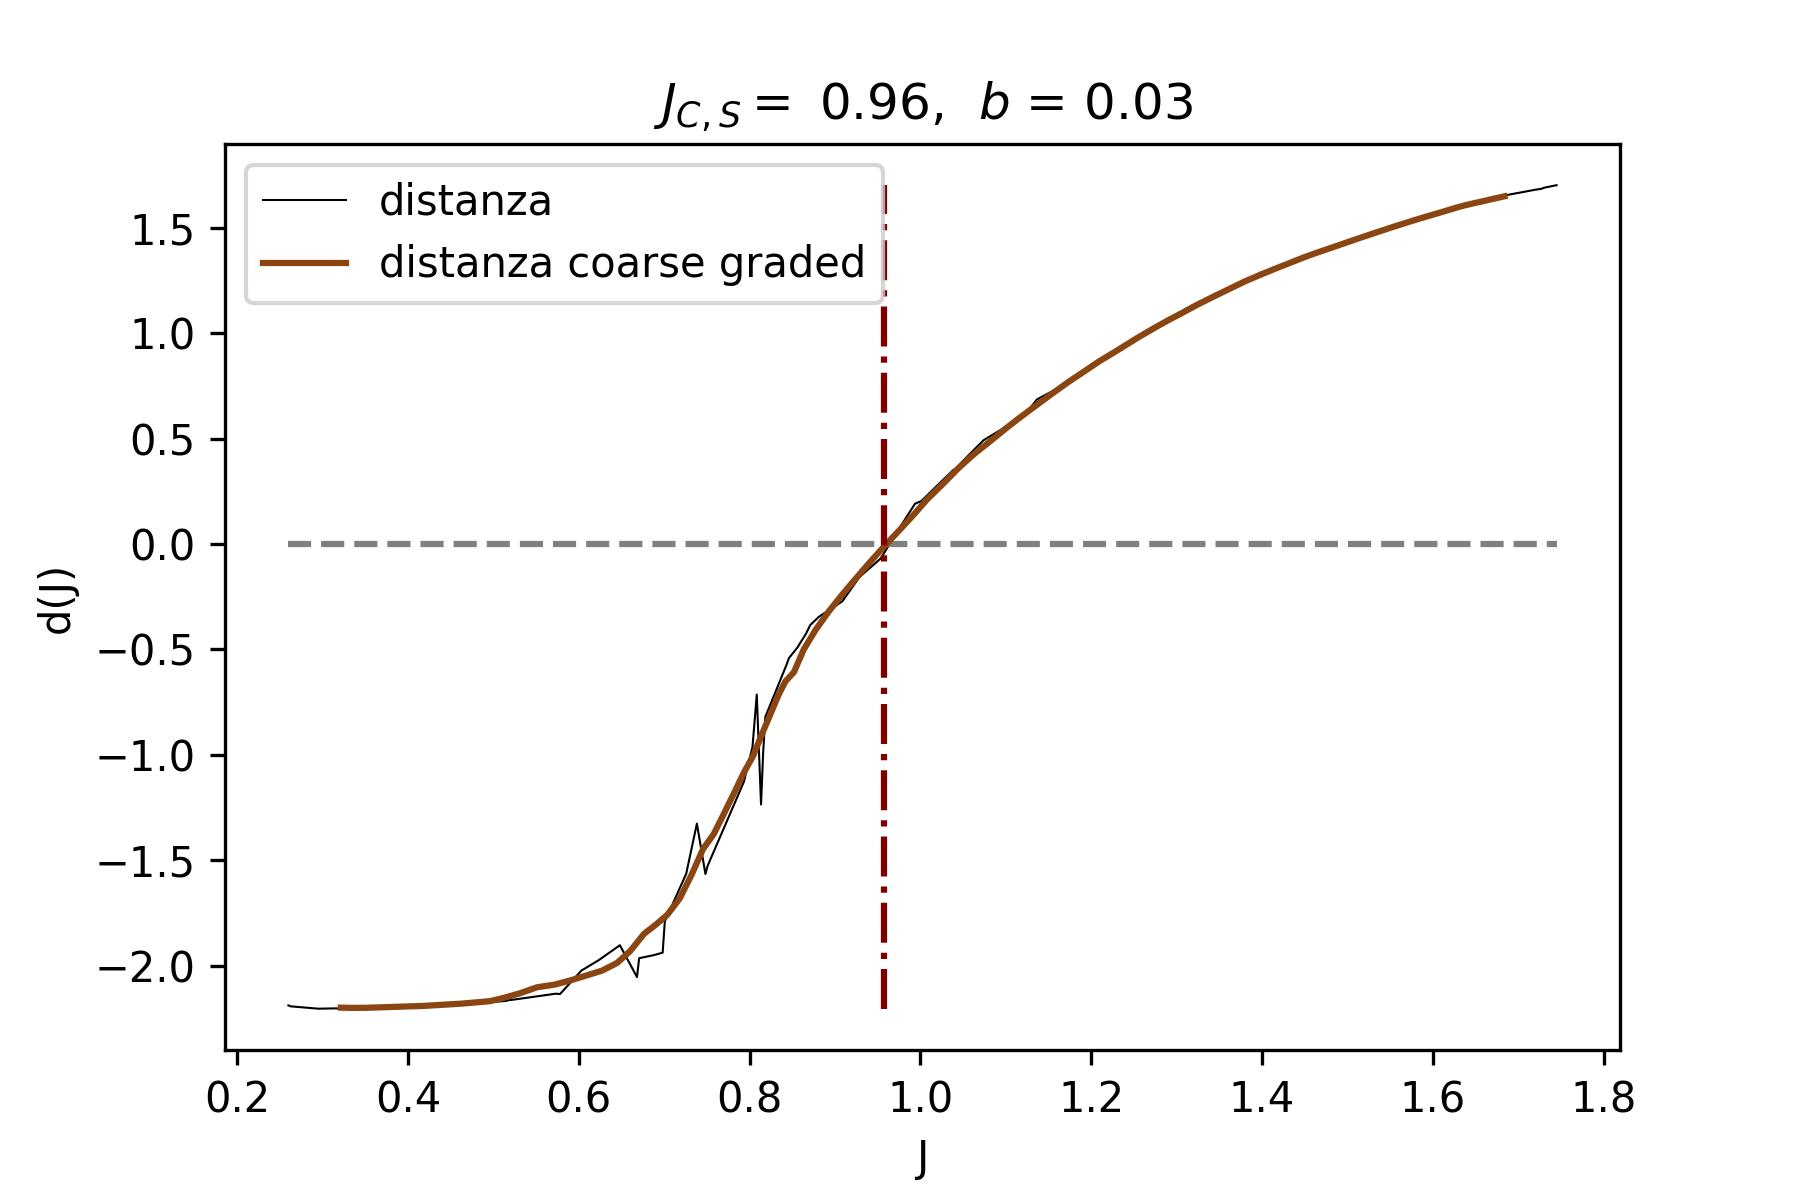 J_{C,S} = 0.96, b = 0.03
distanza
distanza coarse graded
d(J)
1.5
1.0
0.5
0.0
−0.5
−1.0
−1.5
−2.0
0.2 0.4 0.6 0.8 1.0 1.2 1.4 1.6 1.8
J